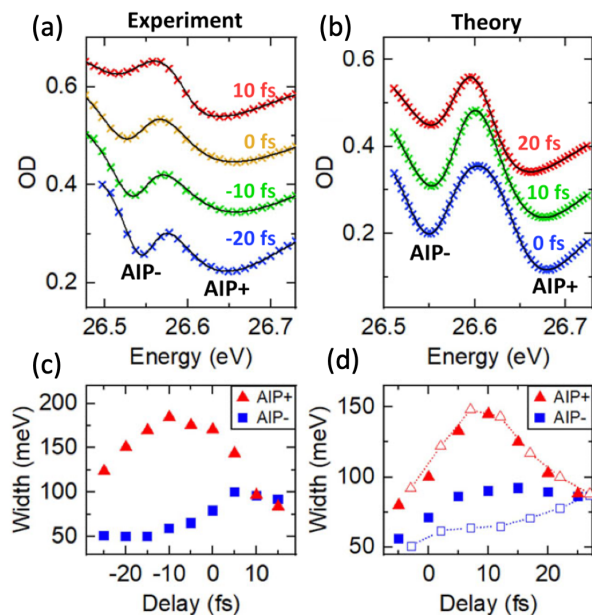 (a) Experiment
(b) Theory
OD
0.6
0.4
0.2
10 fs
0 fs
-10 fs
-20 fs
AIP-
AIP+
26.5 26.6 26.7
Energy (eV)
OD
0.6
0.4
0.2
20 fs
10 fs
0 fs
AIP-
AIP+
26.5 26.6 26.7
Energy (eV)
(c)
Width (meV)
200
150
100
50
AIP+
AIP-
-20 -10 0 10
Delay (fs)
(d)
Width (meV)
150
100
50
AIP+
AIP-
0 10 20
Delay (fs)